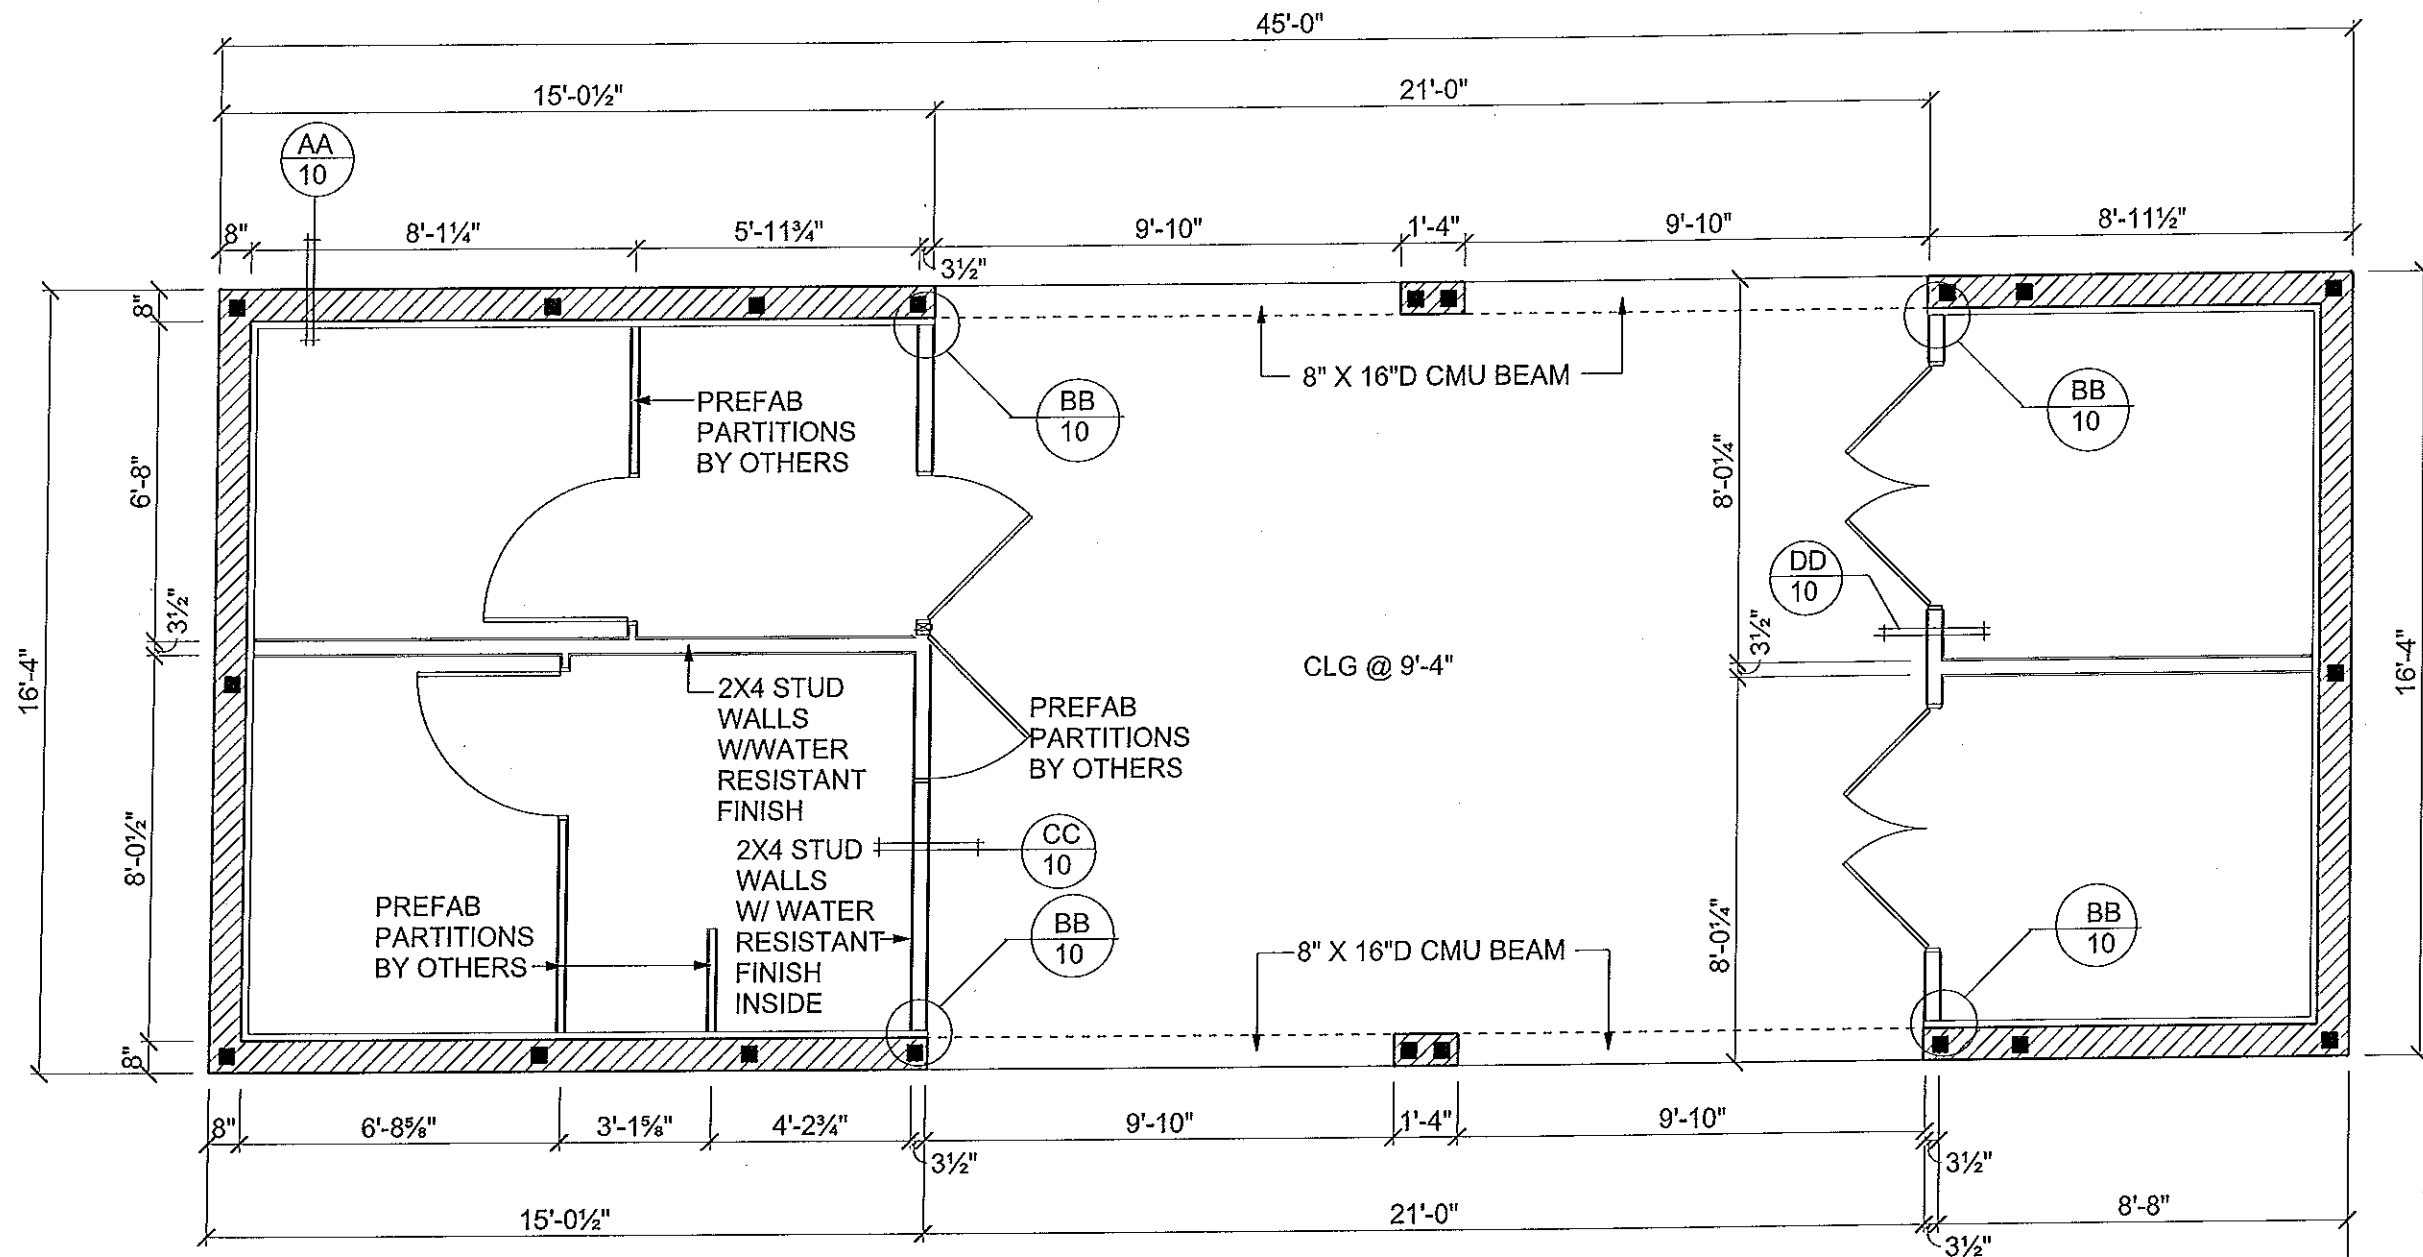 45'-0"
15'-0½"
21'-0"
AA
10
8"
8'-1¼"
5'-11¾"
3½"
9'-10"
1'-4"
9'-10"
8'-11½"
8"
6'-8"
3½"
16'-4"
8'-0½"
8"
PREFAB
PARTITIONS
BY OTHERS
BB
10
8" X 16"D CMU BEAM
BB
10
8'-0¼"
DD
10
3½"
16'-4"
CLG @ 9'-4"
2X4 STUD
WALLS
W/WATER
RESISTANT
FINISH
PREFAB
PARTITIONS
BY OTHERS
2X4 STUD
WALLS
W/ WATER
RESISTANT
FINISH
INSIDE
CC
10
PREFAB
PARTITIONS
BY OTHERS
BB
10
8" X 16"D CMU BEAM
8'-0¼"
BB
10
8"
6'-8⅝"
3'-1⅝"
4'-2¾"
3½"
9'-10"
1'-4"
9'-10"
3½"
15'-0½"
21'-0"
3½"
8'-8"